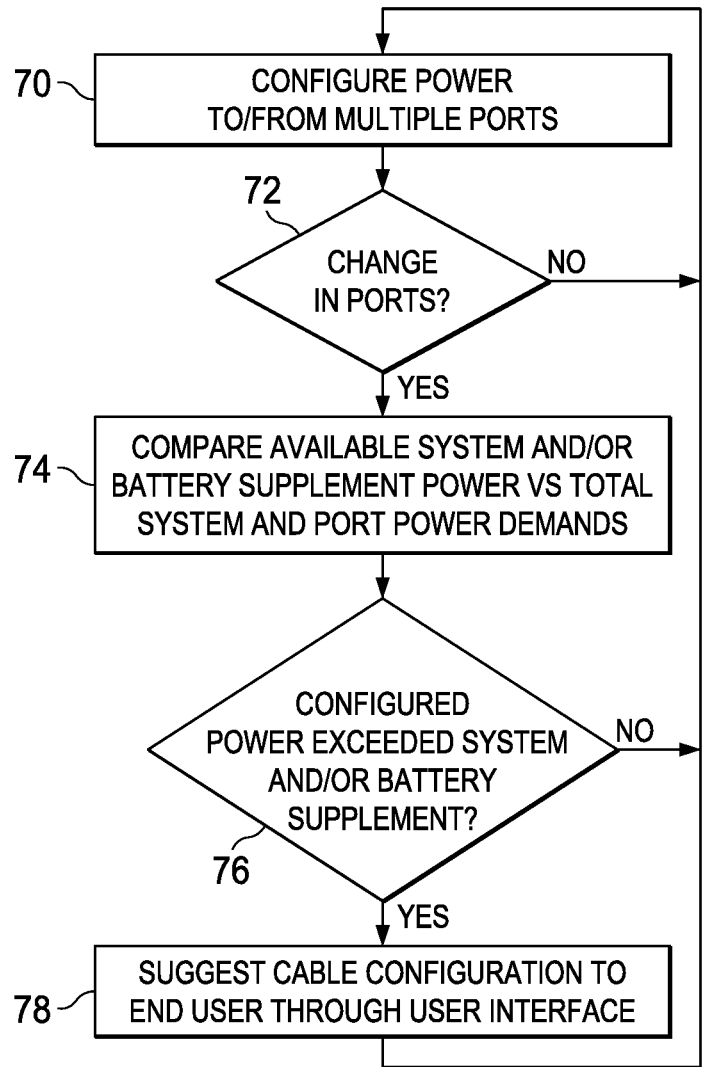 70
CONFIGURE POWER
TO/FROM MULTIPLE PORTS
72
CHANGE
IN PORTS?
NO
YES
74
COMPARE AVAILABLE SYSTEM AND/OR
BATTERY SUPPLEMENT POWER VS TOTAL
SYSTEM AND PORT POWER DEMANDS
CONFIGURED
POWER EXCEEDED SYSTEM
AND/OR BATTERY
SUPPLEMENT?
NO
76
YES
78
SUGGEST CABLE CONFIGURATION TO
END USER THROUGH USER INTERFACE